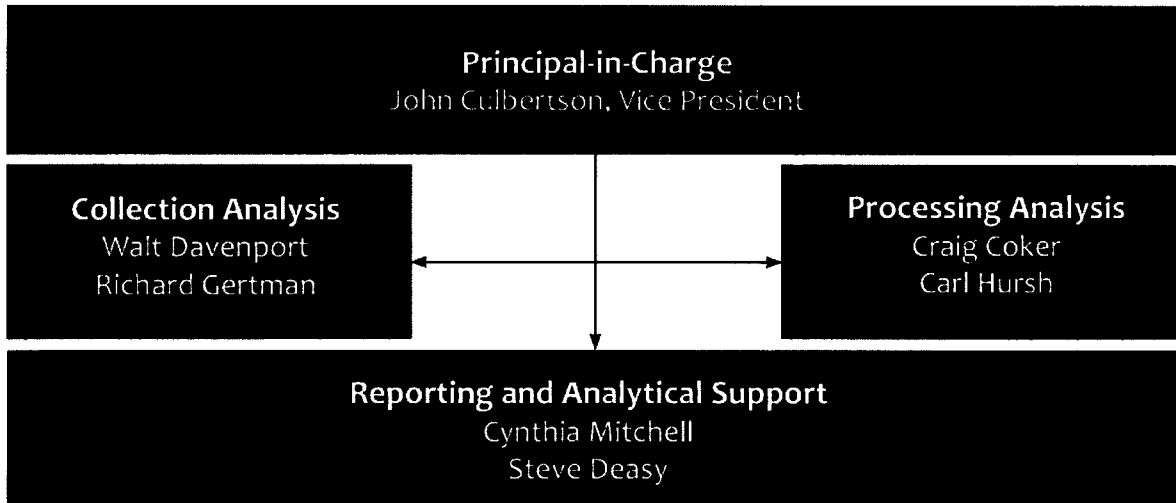 Principal-in-Charge
John Culbertson, Vice President
Collection Analysis
Walt Davenport
Richard Gertman
Processing Analysis
Craig Coker
Carl Hursh
Reporting and Analytical Support
Cynthia Mitchell
Steve Deasy